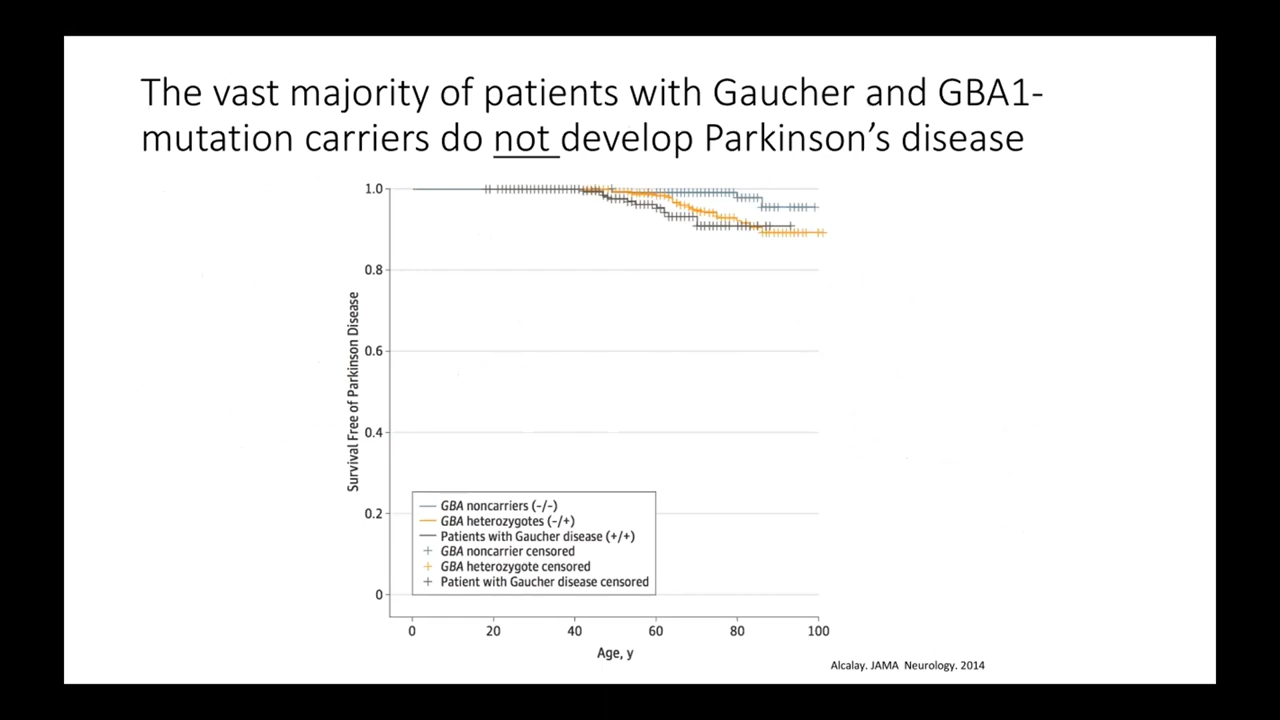 The vast majority of patients with Gaucher and GBA1-
mutation carriers do not develop Parkinson's disease
1.0
0.8
0.6
0.4
0.2
0
Survival Free of Parkinson Disease
GBA noncarriers (-/-)
GBA heterozygotes (-/+)
Patients with Gaucher disease (+/+)
GBA noncarrier censored
GBA heterozygote censored
Patient with Gaucher disease censored
0 20 40 60 80 100
Age, y
Alcalay. JAMA Neurology. 2014